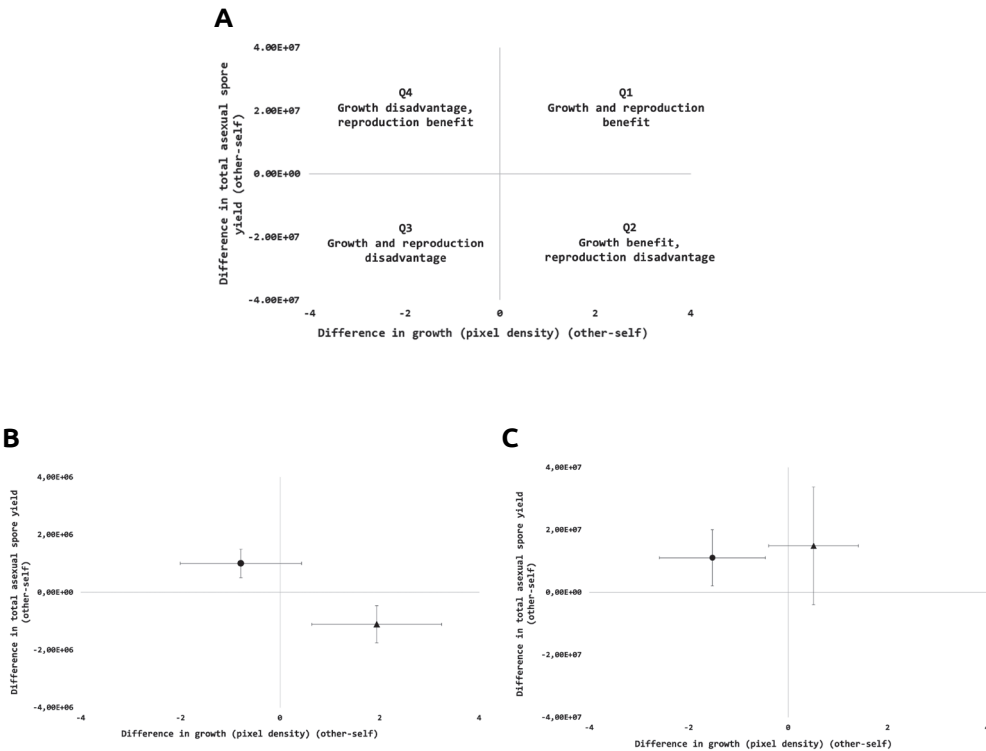 A
4.00E+07
2.00E+07
0.00E+00
-2.00E+07
-4.00E+07
Difference in total asexual spore
yield (other-self)
Q4
Growth disadvantage,
reproduction benefit
Q1
Growth and reproduction
benefit
Q3
Growth and reproduction
disadvantage
Q2
Growth benefit,
reproduction disadvantage
-4 -2 0 2 4
Difference in growth (pixel density) (other-self)
B
4,00E+06
2,00E+06
0,00E+00
-2,00E+06
-4,00E+06
Difference in total asexual spore yield
(other-self)
-4 -2 0 2 4
Difference in growth (pixel density) (other-self)
C
4,00E+07
2,00E+07
0,00E+00
-2,00E+07
-4,00E+07
Difference in total asexual spore yield
(other-self)
-4 -2 0 2 4
Difference in growth (pixel density) (other-self)